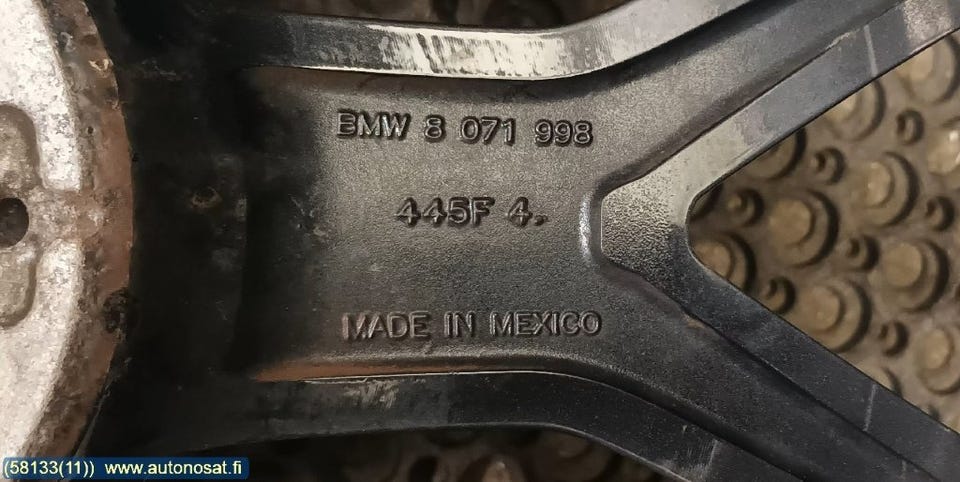 BMW 8 071 998
445F 4.
MADE IN MEXICO
(58133(11)) www.autonosat.fi